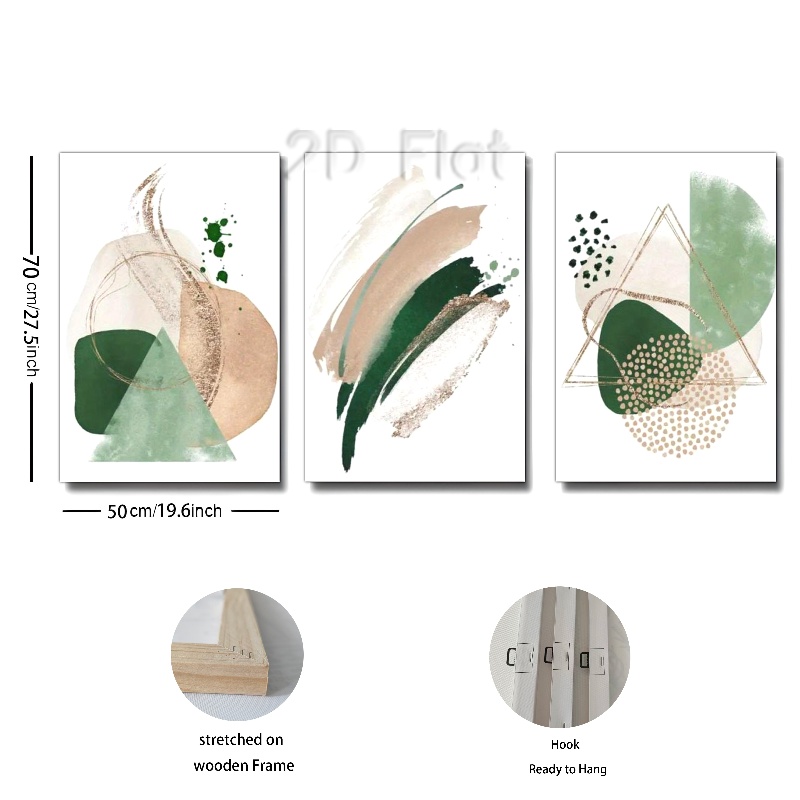 2D Flat
70 cm/27.5inch
50cm/19.6inch
stretched on
wooden Frame
Hook
Ready to Hang